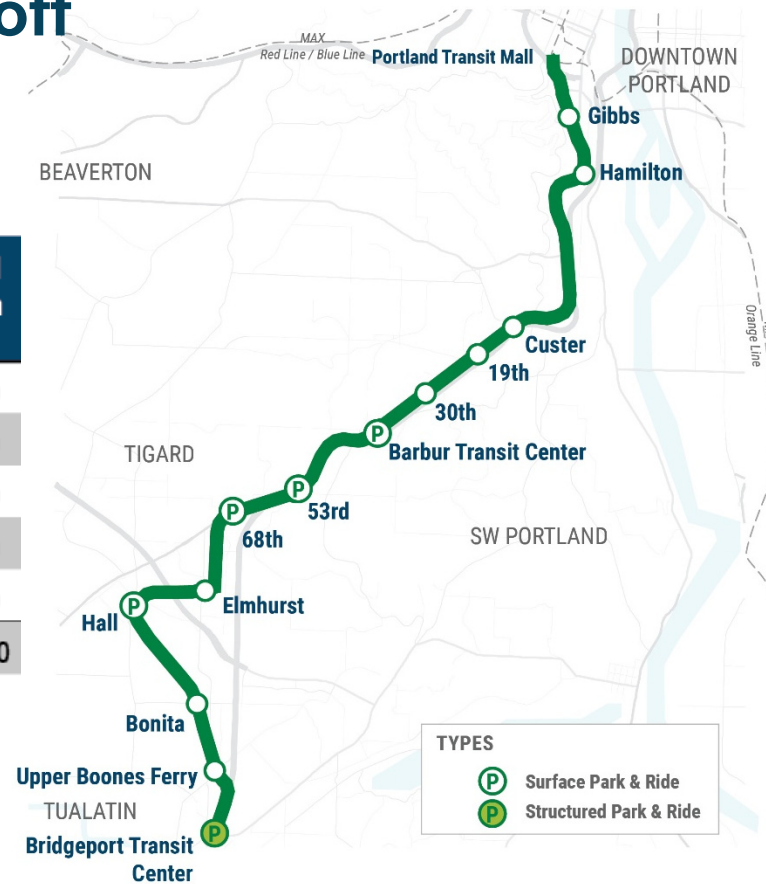 off
MAX
Red Line / Blue Line
Portland Transit Mall
DOWNTOWN
PORTLAND
Gibbs
BEAVERTON
Hamilton
Orange Line
Custer
19th
30th
TIGARD
Barbur Transit Center
53rd
SW PORTLAND
68th
Elmhurst
Hall
Bonita
TYPES
Upper Boones Ferry
P Surface Park & Ride
TUALATIN
P Structured Park & Ride
Bridgeport Transit
Center
P
P
P
P
P
0